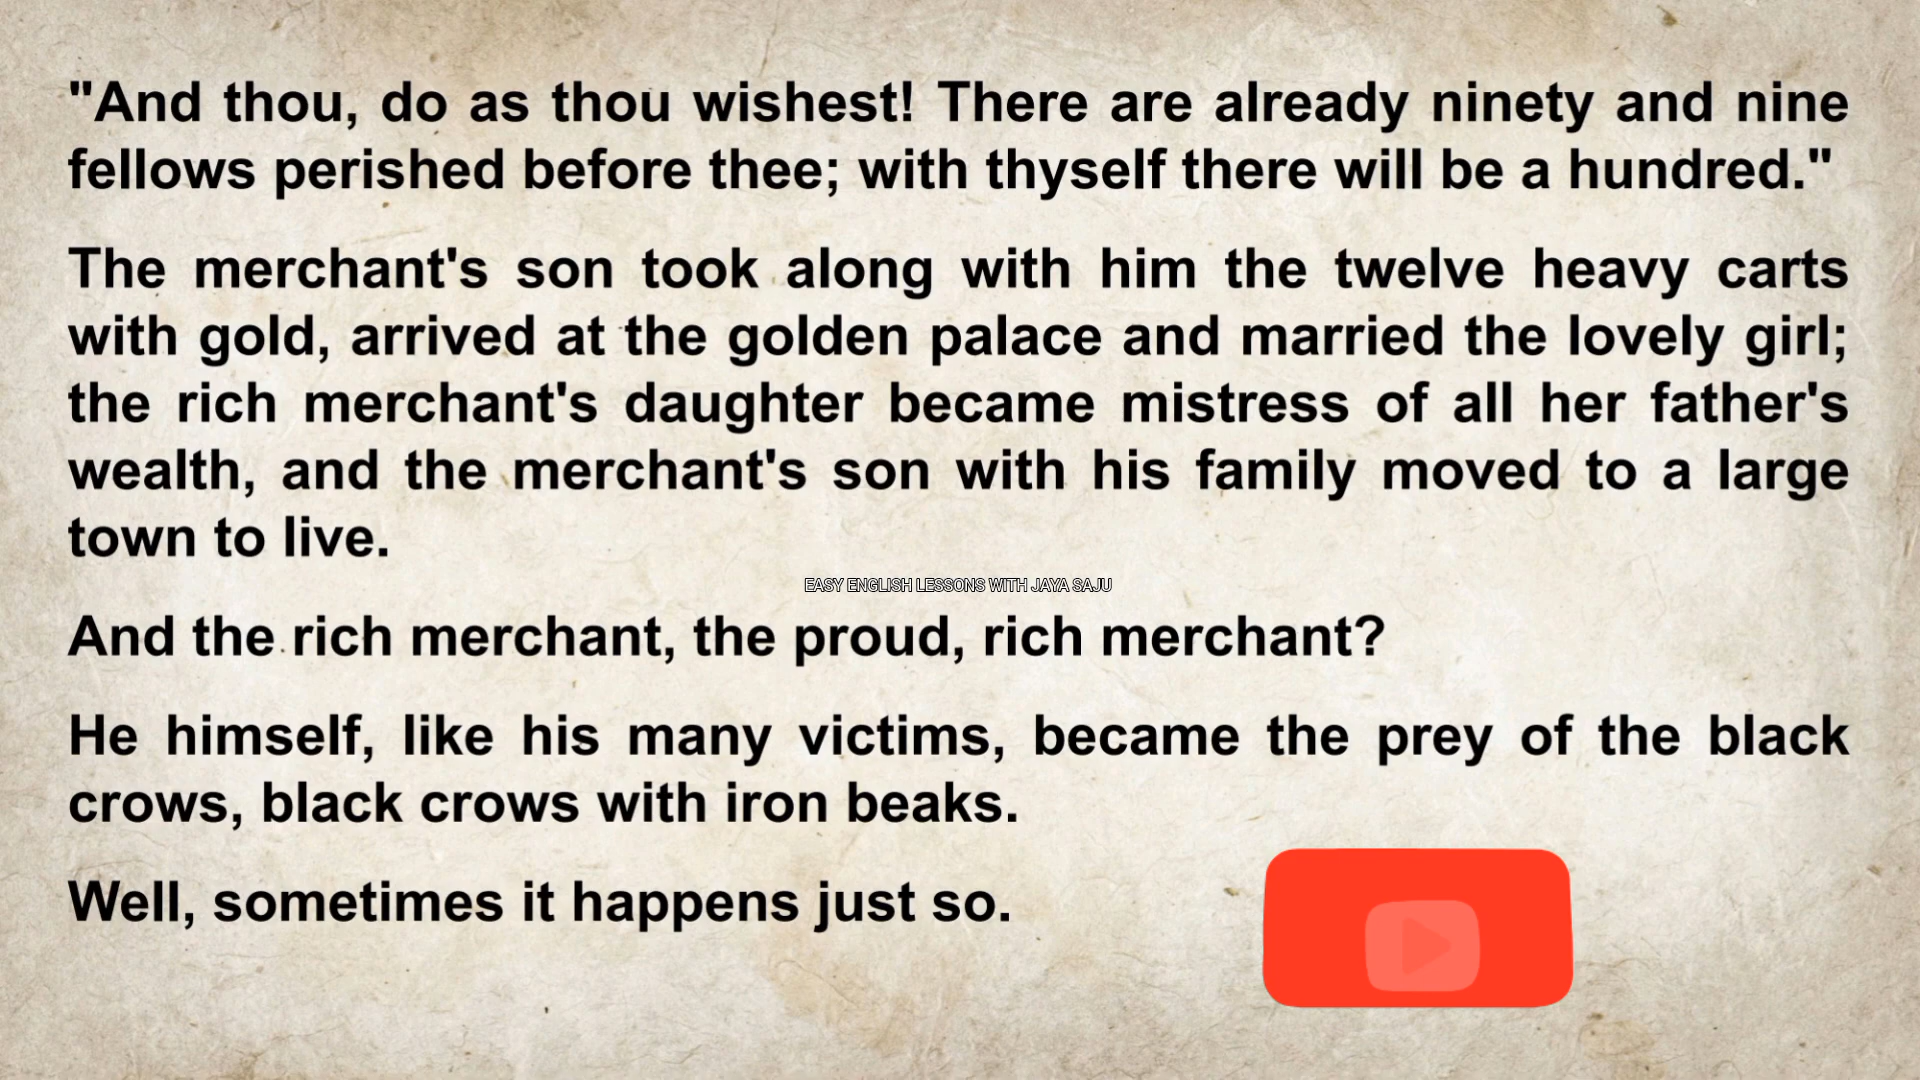 "And thou, do as thou wishest! There are already ninety and nine
fellows perished before thee; with thyself there will be a hundred."
The merchant's son took along with him the twelve heavy carts
with gold, arrived at the golden palace and married the lovely girl;
the rich merchant's daughter became mistress of all her father's
wealth, and the merchant's son with his family moved to a large
town to live.
EASY ENGLISH LESSONS WITH JAYA SAJU
And the rich merchant, the proud, rich merchant?
He himself, like his many victims, became the prey of the black
crows, black crows with iron beaks.
Well, sometimes it happens just so.